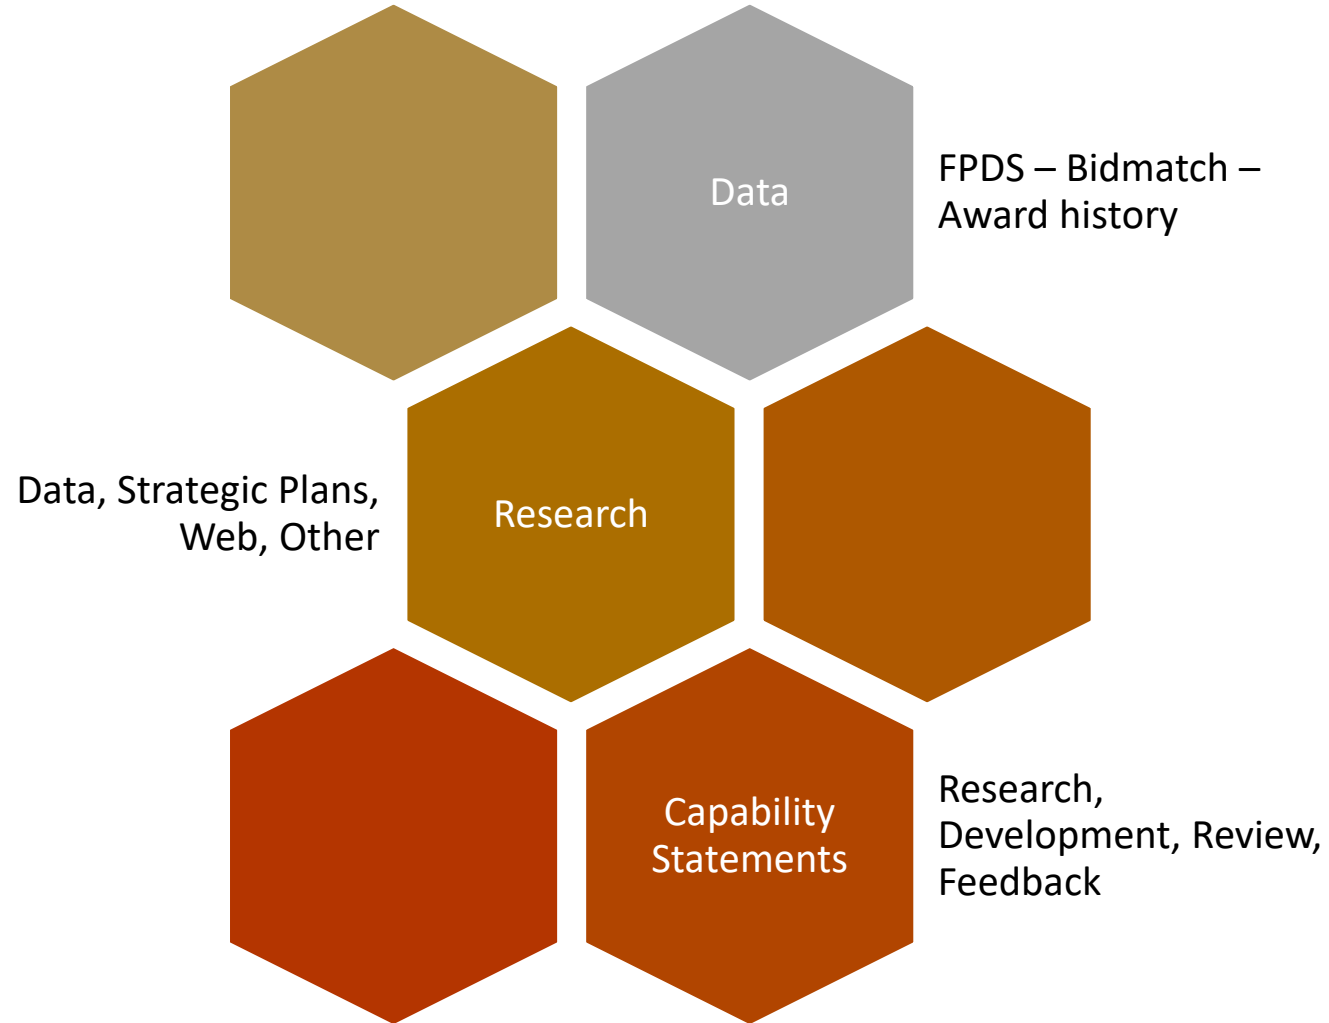 Data
FPDS – Bidmatch –
Award history
Data, Strategic Plans,
Web, Other
Research
Capability
Statements
Research,
Development, Review,
Feedback